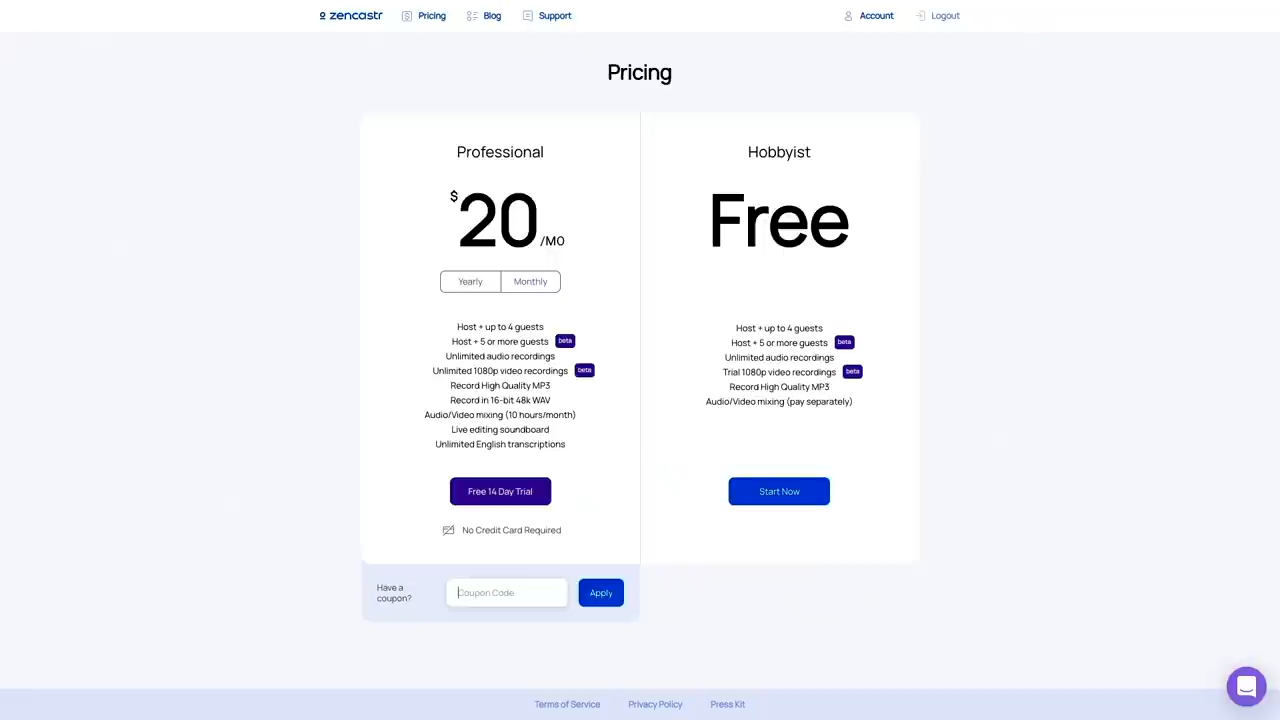 zencastr Pricing Blog Support Account Logout
Pricing
Professional
$20/MO
Yearly Monthly
Host + up to 4 guests
Host + 5 or more guests beta
Unlimited audio recordings
Unlimited 1080p video recordings beta
Record High Quality MP3
Record in 16-bit 48k WAV
Audio/Video mixing (10 hours/month)
Live editing soundboard
Unlimited English transcriptions
Free 14 Day Trial
No Credit Card Required
Have a
coupon?
Coupon Code
Apply
Hobbyist
Free
Host + up to 4 guests
Host + 5 or more guests beta
Unlimited audio recordings
Trial 1080p video recordings beta
Record High Quality MP3
Audio/Video mixing (pay separately)
Start Now
Terms of Service Privacy Policy Press Kit